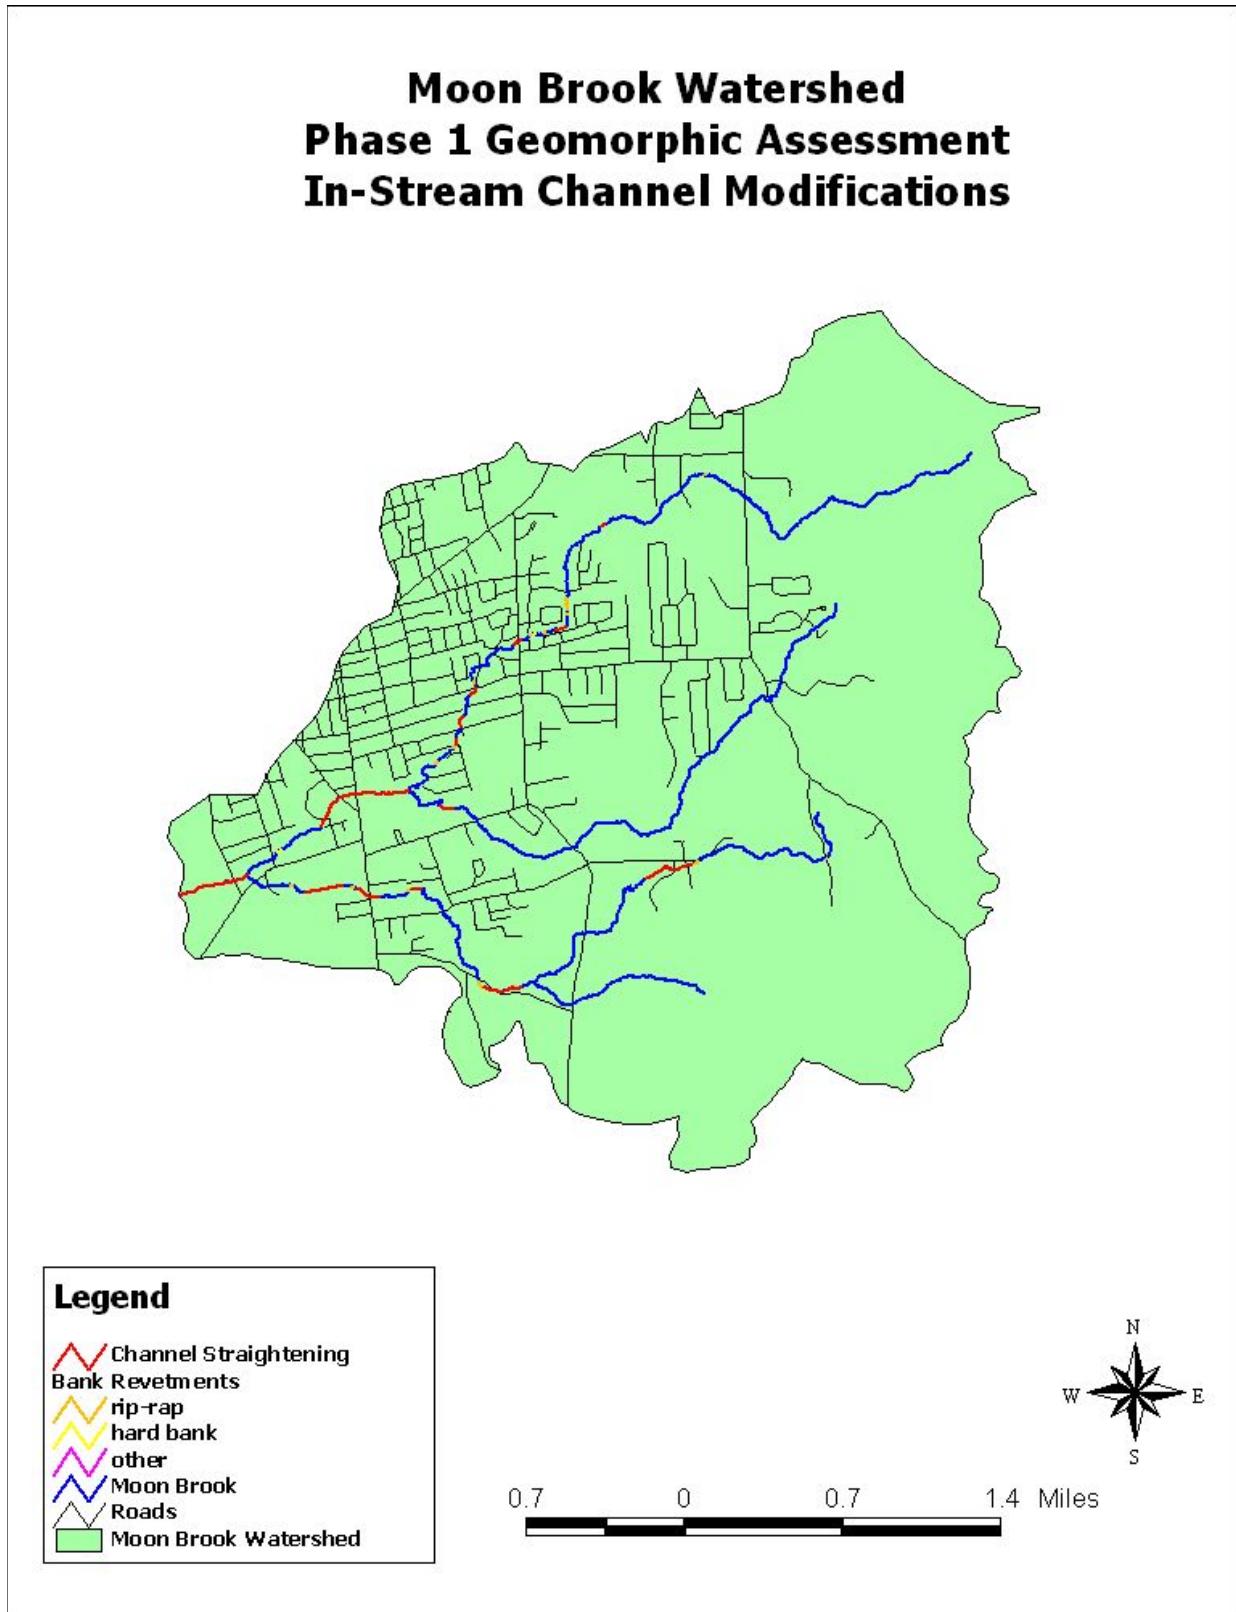 Moon Brook Watershed
Phase 1 Geomorphic Assessment
In-Stream Channel Modifications
Legend
Channel Straightening
Bank Revetments
rip-rap
hard bank
other
Moon Brook
Roads
Moon Brook Watershed
N
W E
S
0.7 0 0.7 1.4 Miles